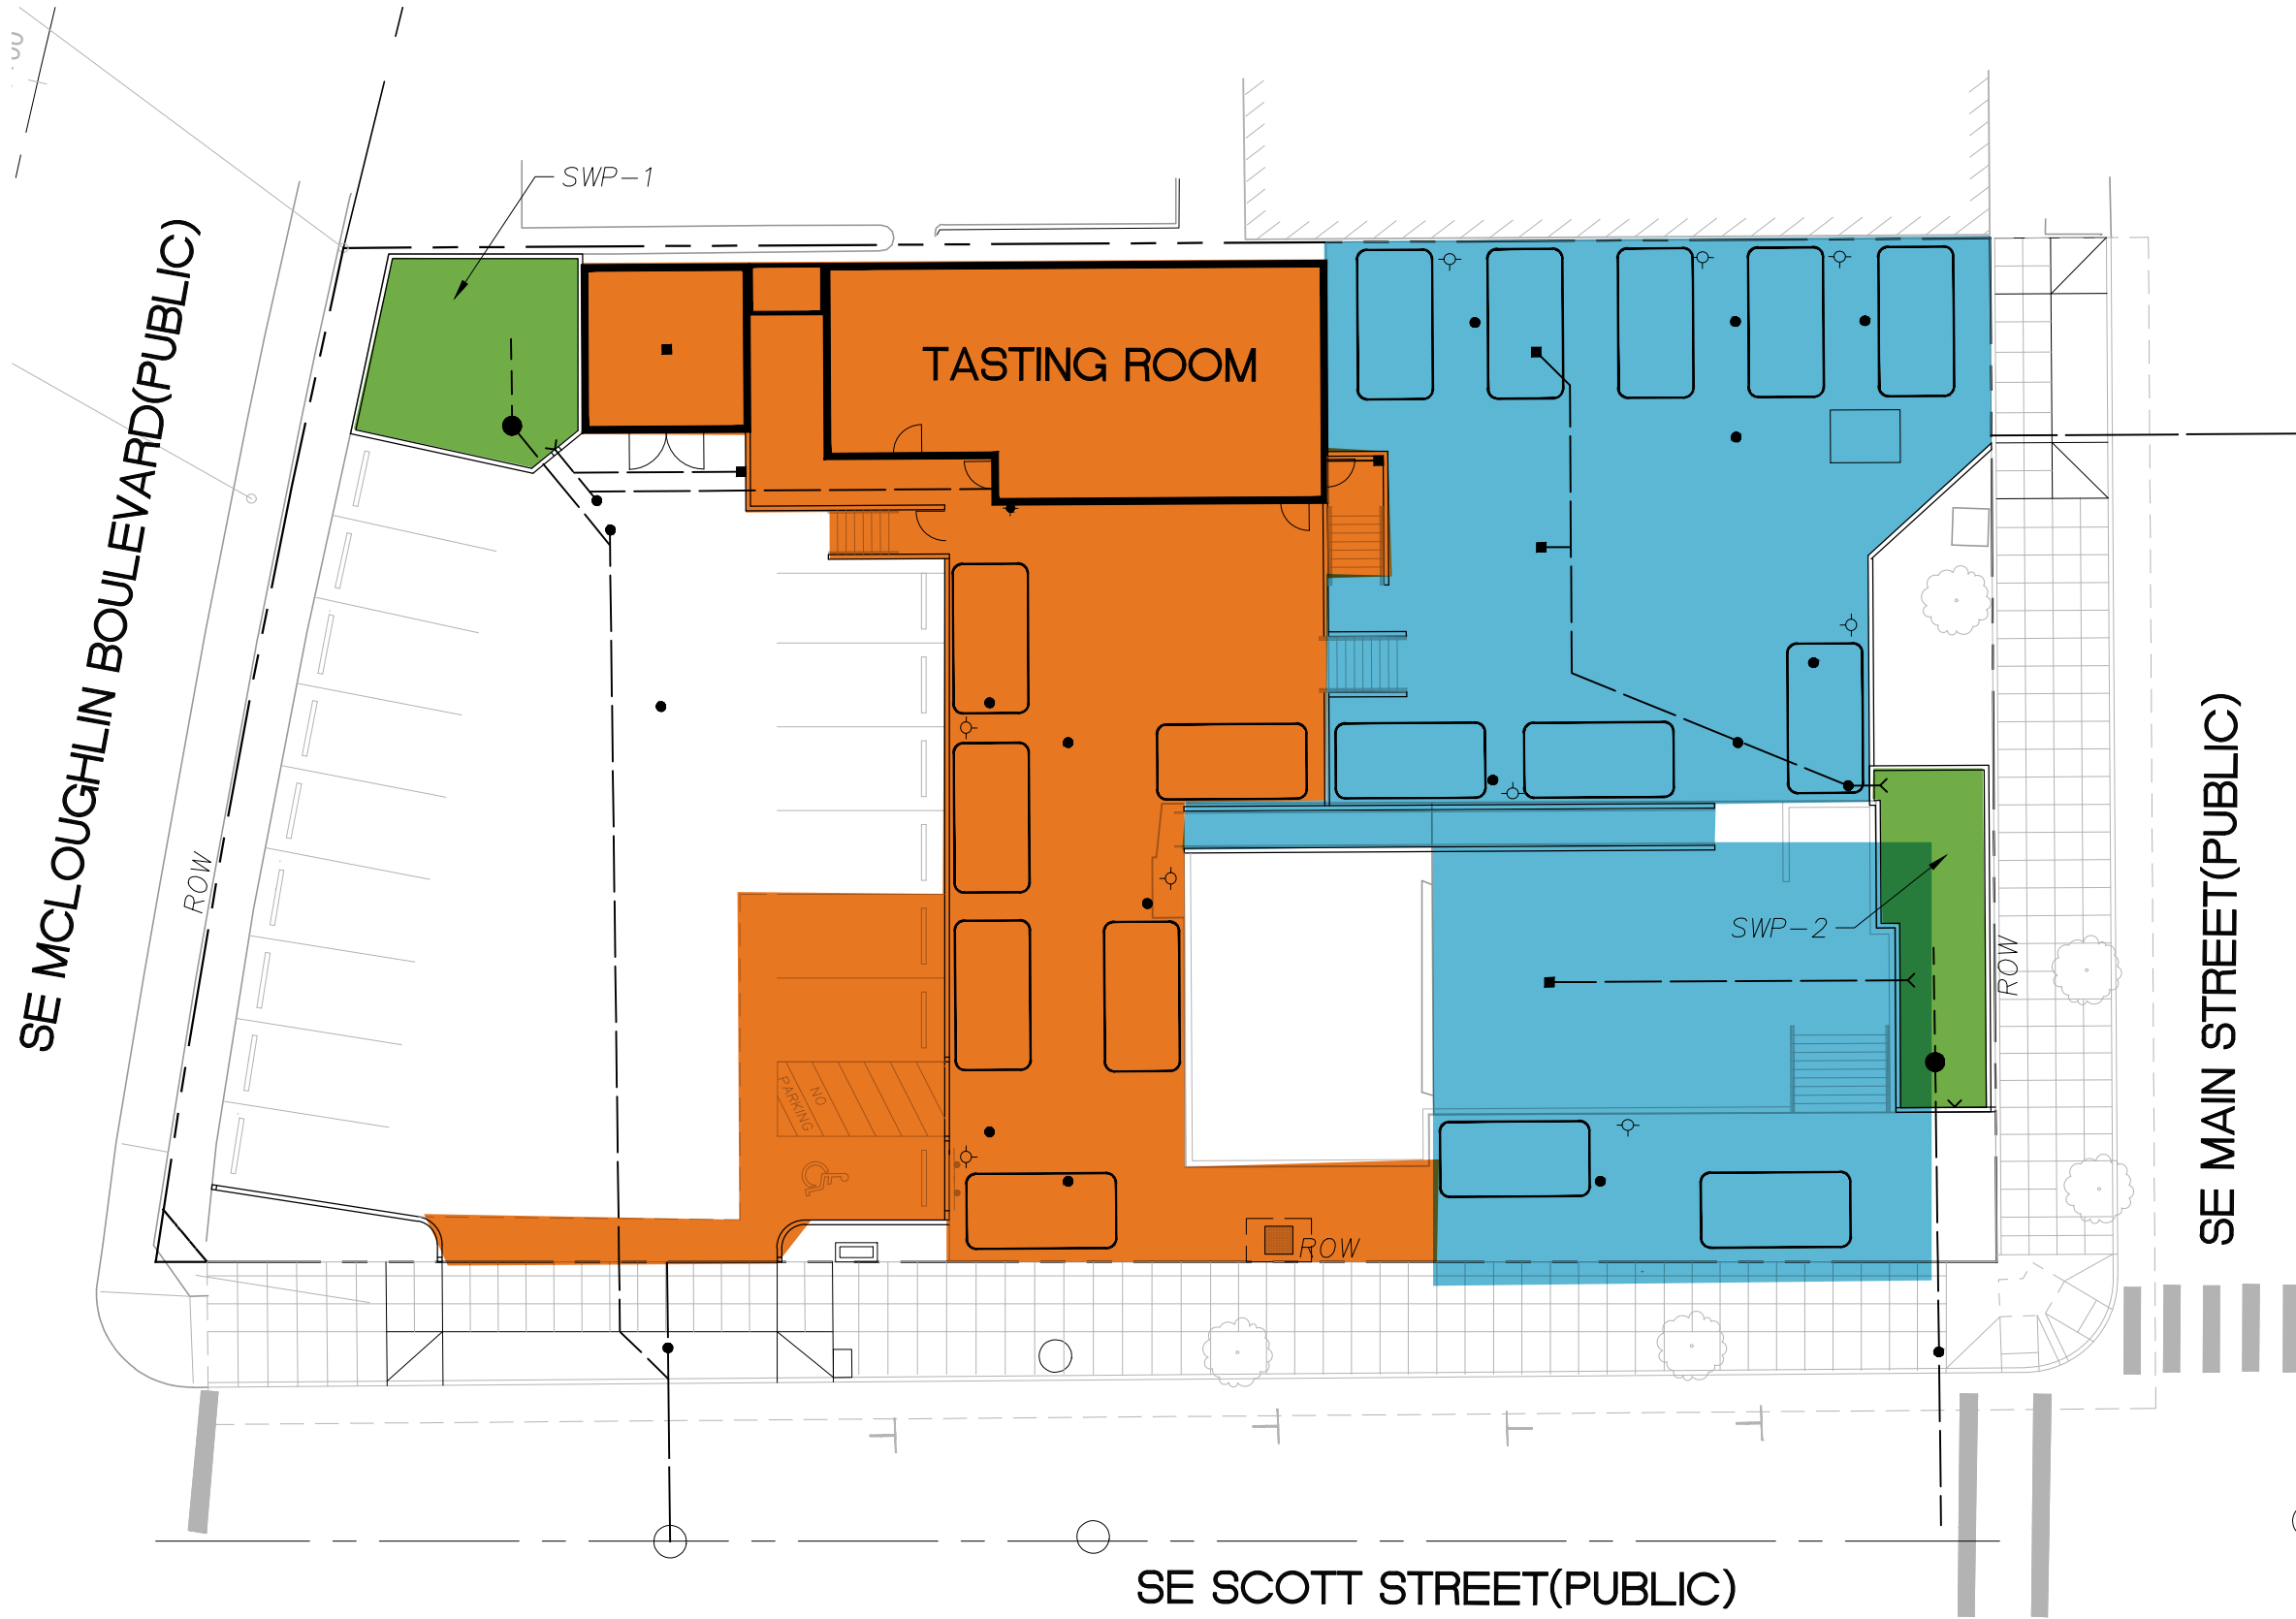 SWP-1
SE MCLOUGHLIN BOULEVARD(PUBLIC)
TASTING ROOM
ROW
SWP-2
ROW
SE MAIN STREET(PUBLIC)
NO
PARKING
ROW
SE SCOTT STREET(PUBLIC)